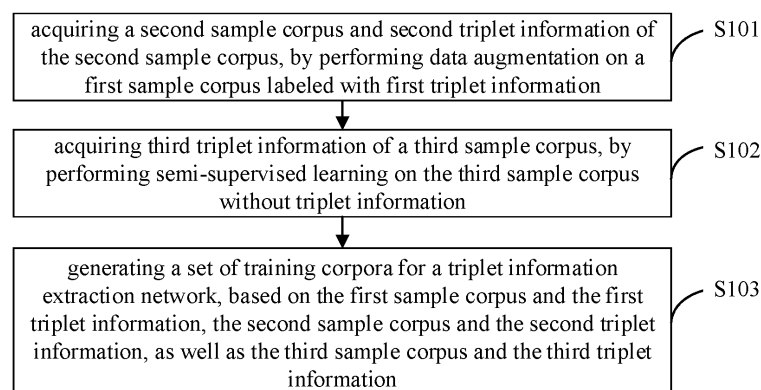 acquiring a second sample corpus and second triplet information of
the second sample corpus, by performing data augmentation on a
first sample corpus labeled with first triplet information
S101
acquiring third triplet information of a third sample corpus, by
performing semi-supervised learning on the third sample corpus
without triplet information
S102
generating a set of training corpora for a triplet information
extraction network, based on the first sample corpus and the first
triplet information, the second sample corpus and the second triplet
information, as well as the third sample corpus and the third triplet
information
S103